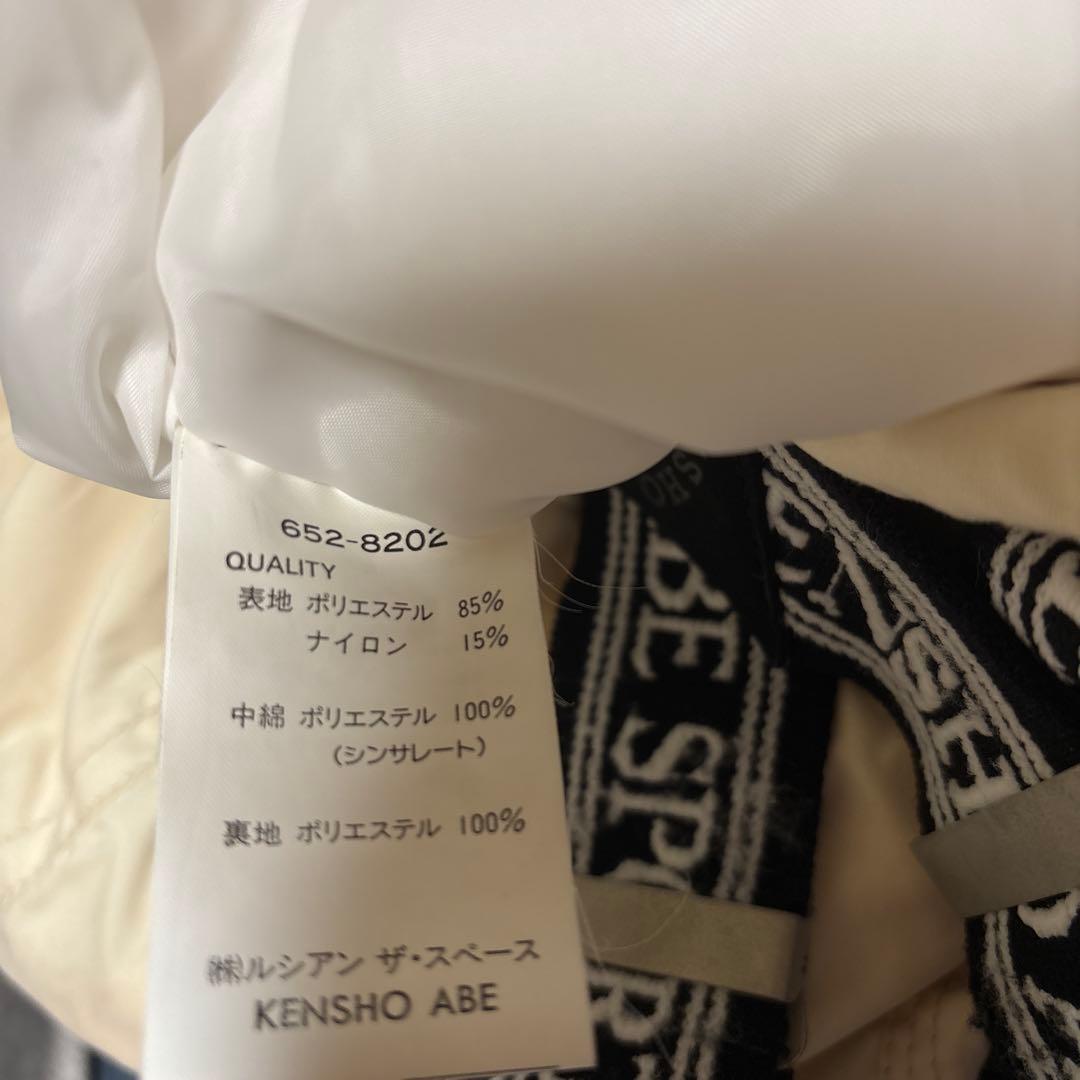 652-8202
QUALITY
表地 ポリエステル 85%
ナイロン 15%
中綿 ポリエステル 100%
(シンサレート)
裏地 ポリエステル 100%
㈱ルシアン ザ・スペース
KENSHO ABE
BE SPORT